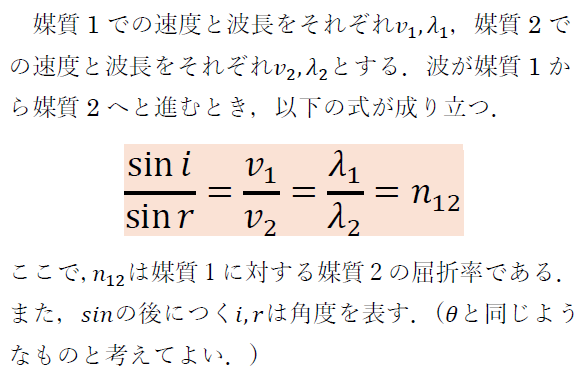 媒質1での速度と波長をそれぞれv₁,λ₁，媒質2で
の速度と波長をそれぞれv₂,λ₂とする．波が媒質1か
ら媒質2へと進むとき，以下の式が成り立つ．
sin i / sin r = v₁ / v₂ = λ₁ / λ₂ = n₁₂
ここで，n₁₂は媒質1に対する媒質2の屈折率である．
また，sinの後につくi,rは角度を表す．（θと同じよう
なものと考えてよい．）